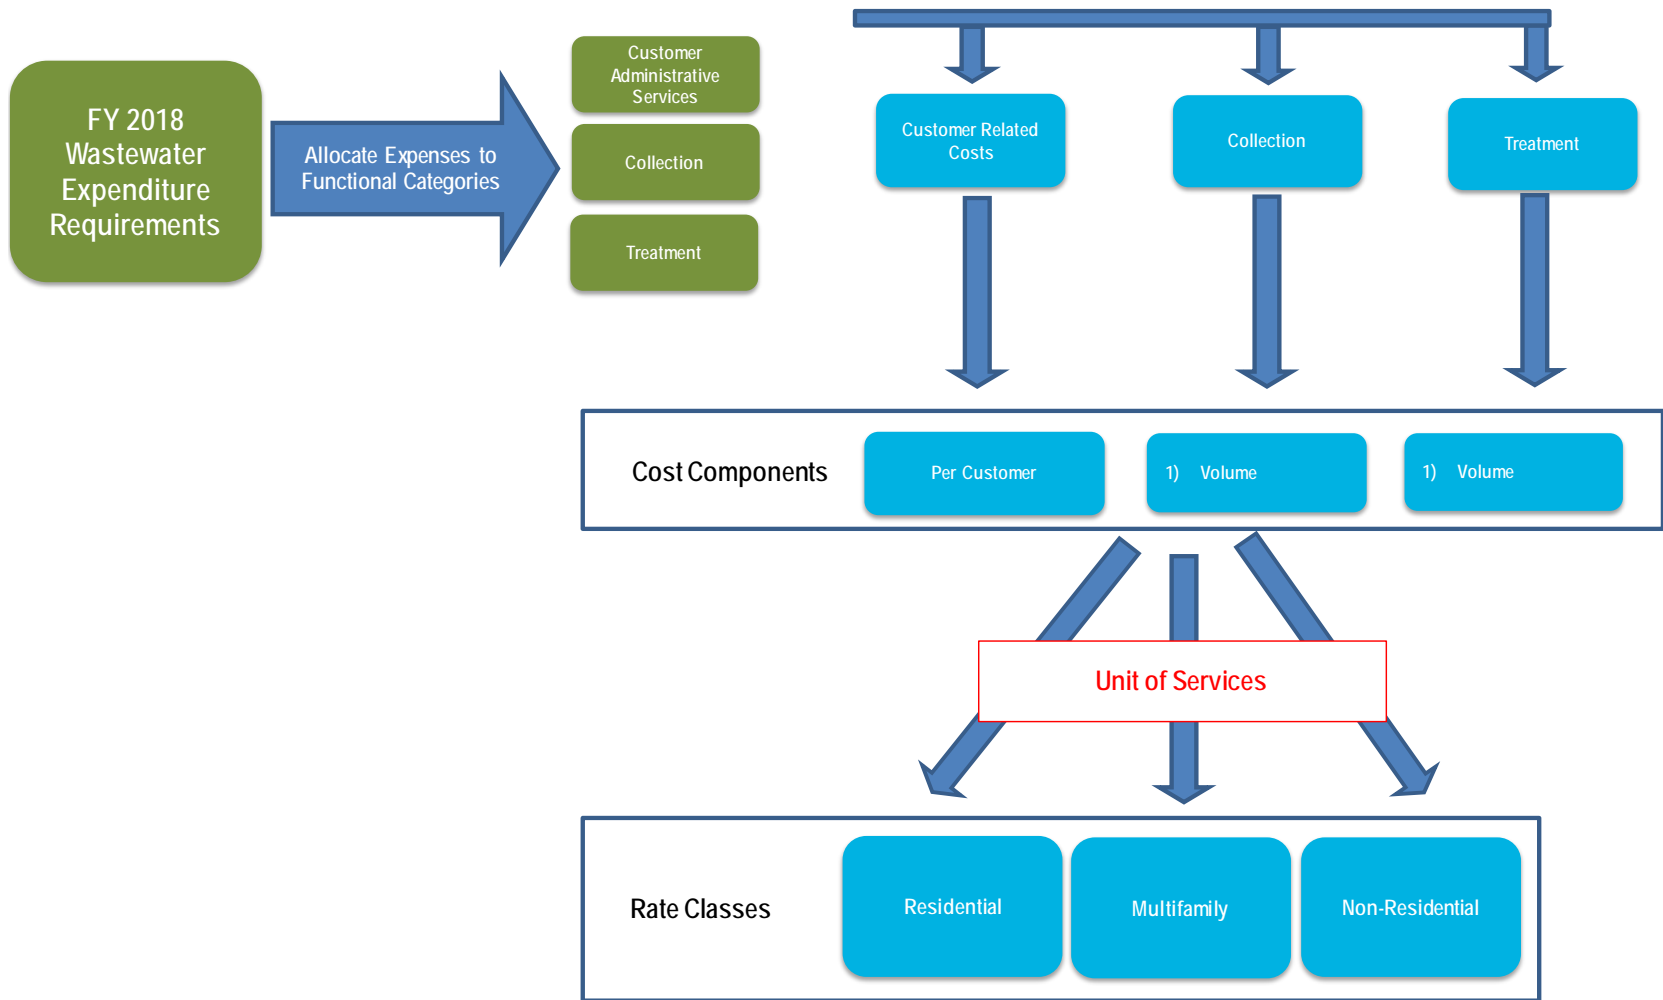 FY 2018
Wastewater
Expenditure
Requirements
Allocate Expenses to
Functional Categories
Customer
Administrative
Services
Collection
Treatment
Customer Related
Costs
Collection
Treatment
Cost Components
Per Customer
1) Volume
1) Volume
Unit of Services
Rate Classes
Residential
Multifamily
Non-Residential